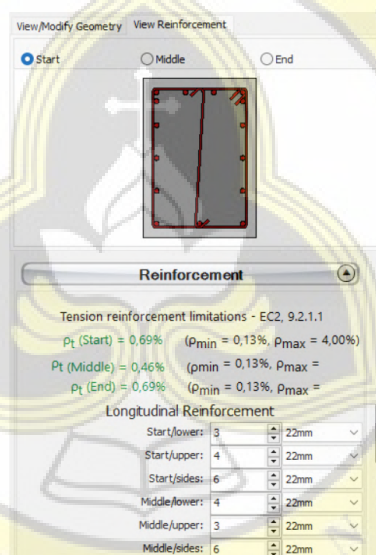 View/Modify Geometry View Reinforcement
Start Middle End
Reinforcement
Tension reinforcement limitations - EC2, 9.2.1.1
ρt (Start) = 0,69% (ρmin = 0,13%, ρmax = 4,00%)
ρt (Middle) = 0,46% (ρmin = 0,13%, ρmax =
ρt (End) = 0,69% (ρmin = 0,13%, ρmax =
Longitudinal Reinforcement
Start/lower: 3 22mm
Start/upper: 4 22mm
Start/sides: 6 22mm
Middle/lower: 4 22mm
Middle/upper: 3 22mm
Middle/sides: 6 22mm